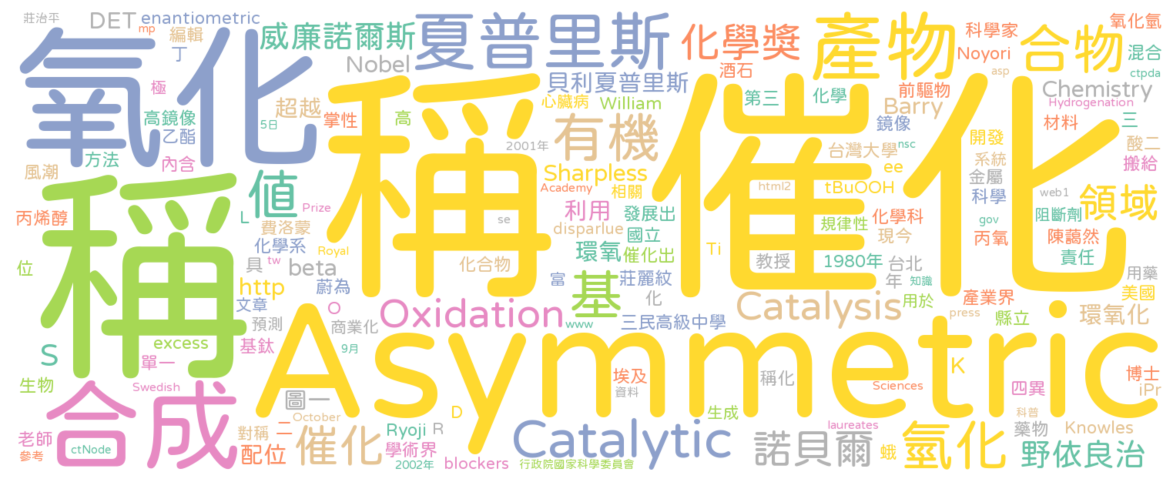 莊治平
DET
mp
enantiometric
編輯
丁
威廉諾爾斯
夏普里斯
化學獎
產物
科學家
合物
氧化氬
Noyori
混合
氧化
Nobel
貝利夏普里斯
酒石
asp
ctpda
極
超越
心臟病
William
第三
化學
前驅物
Chemistry
高鏡像
掌性
高
Barry
Hydrogenation
乙酯
5日
2001年
有機
鏡像
開發
材料
三
方法
內含
稱催化
台灣大學
nsc
系統
酸二
風潮
Sharpless
ee
金屬
搬給
稱
值
Academy
相關
html2
tBuOOH
科學
web1
領域
丙烯醇
L
Prize
利用
發展出
規律性
化學科
gov
阻斷劑
費洛蒙
se
disparlue
國立
現今
丙氧
陳藹然
化學系
Royal
環氧
催化出
Ti
責任
位
具
tw
beta
化合物
富
莊麗紋
教授
1980年
台北
用藥
http
蔚為
基
化
年
知識
美國
文章
O
Oxidation
Catalysis
用於
產業界
預測
商業化
www
三民高級中學
press
縣立
環氧化
S
excess
基鈦
9月
Asymmetric
單一
K
生物
Swedish
埃及
稱化
博士
資料
Sciences
四異
iPr
合成
圖一
D
October
生成
科普
老師
對稱
二
催化
Ryoji
R
Catalytic
laureates
藥物
Knowles
參考
ctNode
配位
學術界
諾貝爾
氫化
蛾
野依良治
2002年
blockers
行政院國家科學委員會